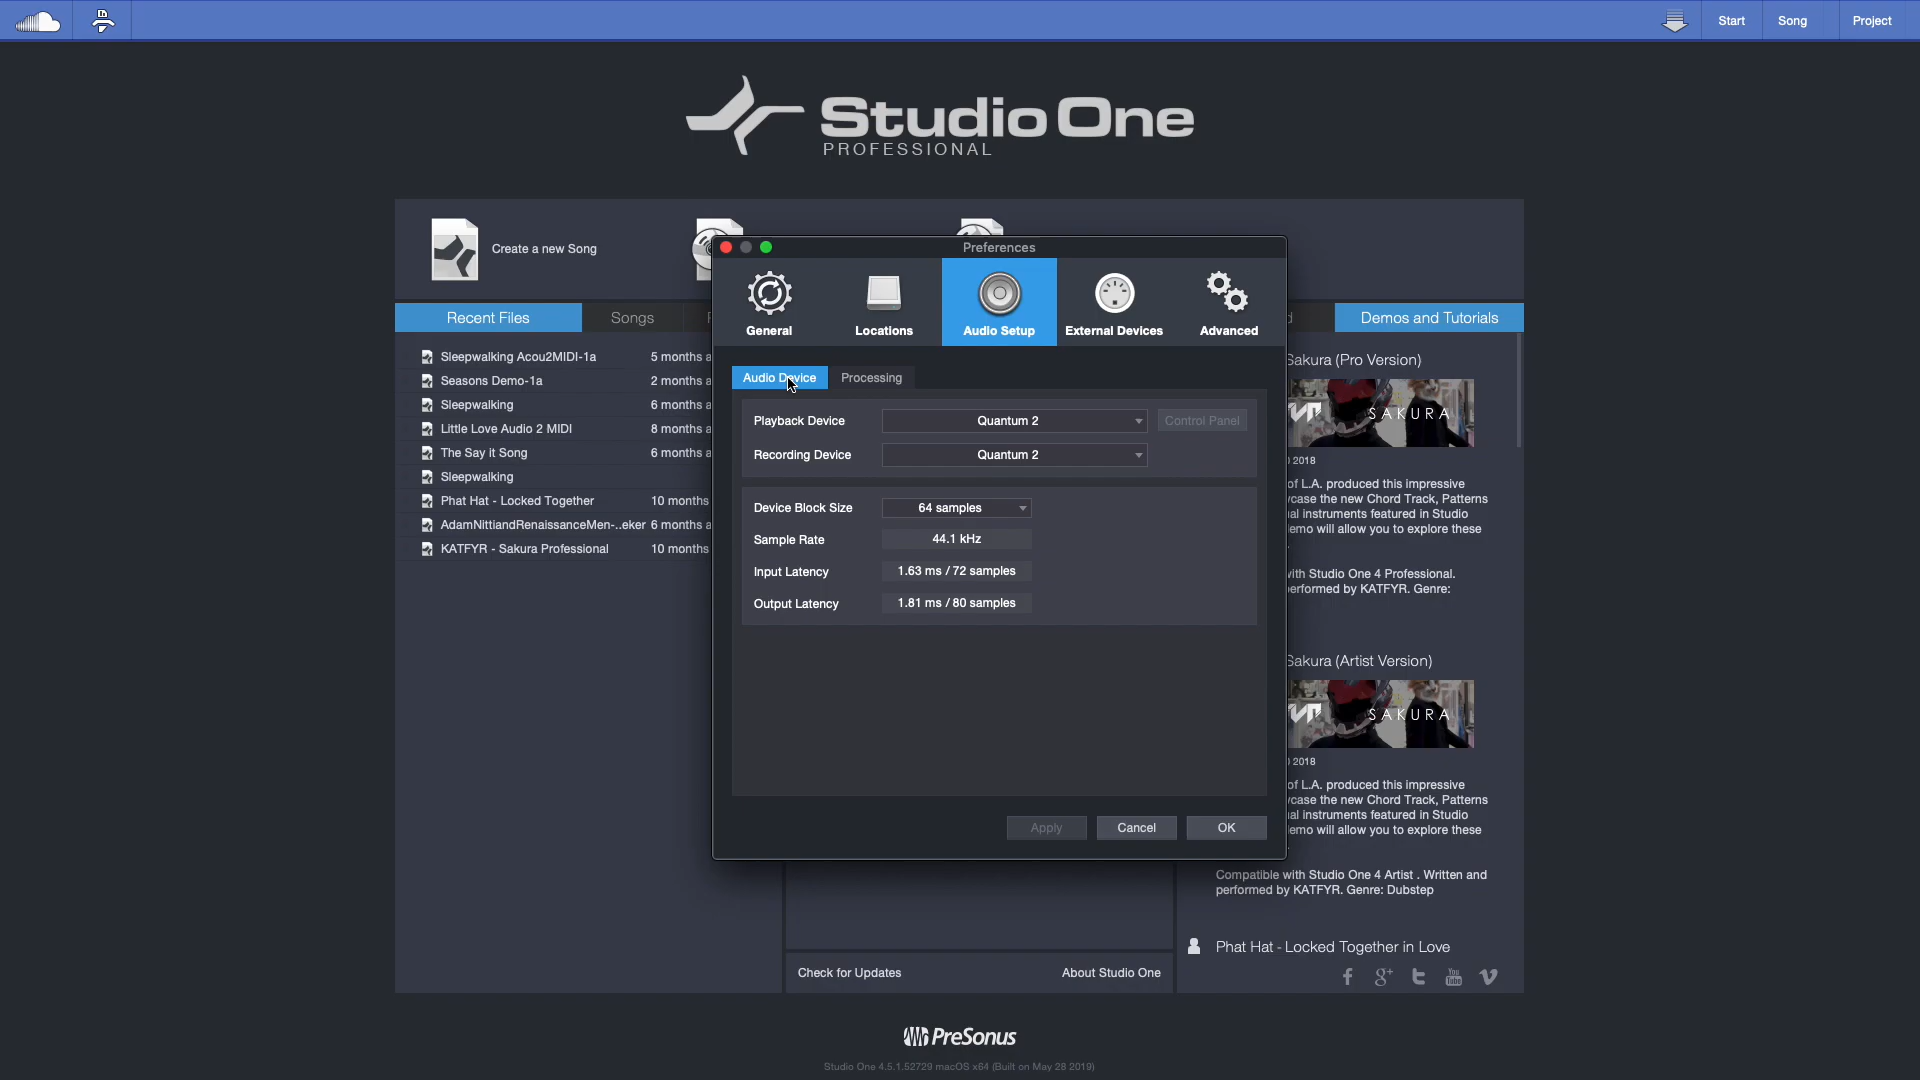 Start
Song
Project
Studio One
PROFESSIONAL
Create a new Song
Recent Files
Songs
Demos and Tutorials
Sleepwalking Acou2MIDI-1a 5 months a
Seasons Demo-1a 2 months a
Sleepwalking 6 months a
Little Love Audio 2 MIDI 8 months a
The Say it Song 6 months a
Sleepwalking
Phat Hat - Locked Together 10 months
AdamNittiandRenaissanceMen-..eker 6 months a
KATFYR - Sakura Professional 10 months
Preferences
General
Locations
Audio Setup
External Devices
Advanced
Audio Device
Processing
Playback Device Quantum 2 Control Panel
Recording Device Quantum 2
Device Block Size 64 samples
Sample Rate 44.1 kHz
Input Latency 1.63 ms / 72 samples
Output Latency 1.81 ms / 80 samples
Apply
Cancel
OK
Sakura (Pro Version)
SAKURA
2018
of L.A. produced this impressive
wcase the new Chord Track, Patterns
al instruments featured in Studio
emo will allow you to explore these
with Studio One 4 Professional.
performed by KATFYR. Genre:
Sakura (Artist Version)
SAKURA
2018
of L.A. produced this impressive
wcase the new Chord Track, Patterns
al instruments featured in Studio
emo will allow you to explore these
Compatible with Studio One 4 Artist . Written and
performed by KATFYR. Genre: Dubstep
Phat Hat - Locked Together in Love
Check for Updates
About Studio One
PreSonus
Studio One 4.5.1.52729 macOS x64 (Built on May 28 2019)